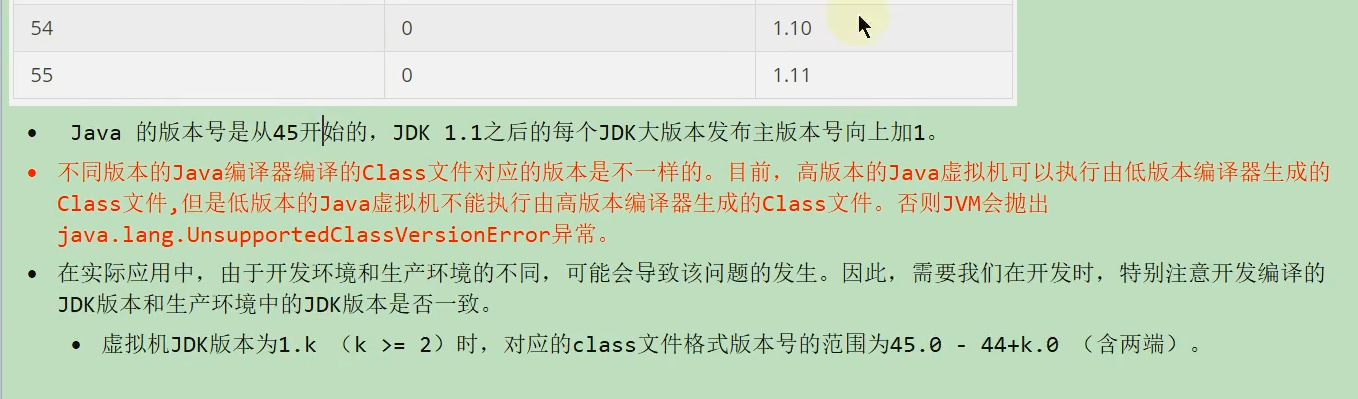 54 0 1.10
55 0 1.11
• Java 的版本号是从45开始的，JDK 1.1之后的每个JDK大版本发布主版本号向上加1。
• 不同版本的Java编译器编译的Class文件对应的版本是不一样的。目前，高版本的Java虚拟机可以执行由低版本编译器生成的
Class文件,但是低版本的Java虚拟机不能执行由高版本编译器生成的Class文件。否则JVM会抛出
java.lang.UnsupportedClassVersionError异常。
• 在实际应用中，由于开发环境和生产环境的不同，可能会导致该问题的发生。因此，需要我们在开发时，特别注意开发编译的
JDK版本和生产环境中的JDK版本是否一致。
• 虚拟机JDK版本为1.k （k >= 2）时，对应的class文件格式版本号的范围为45.0 - 44+k.0 （含两端）。